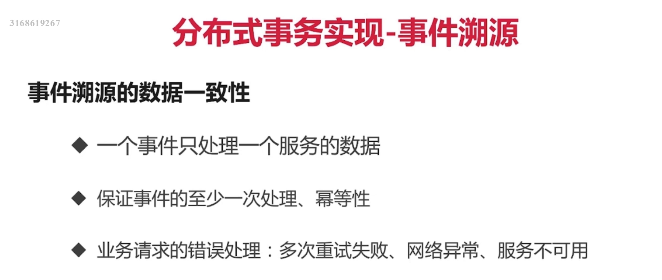 3168619267
分布式事务实现-事件溯源
事件溯源的数据一致性
◆ 一个事件只处理一个服务的数据
◆ 保证事件的至少一次处理、幂等性
◆ 业务请求的错误处理：多次重试失败、网络异常、服务不可用